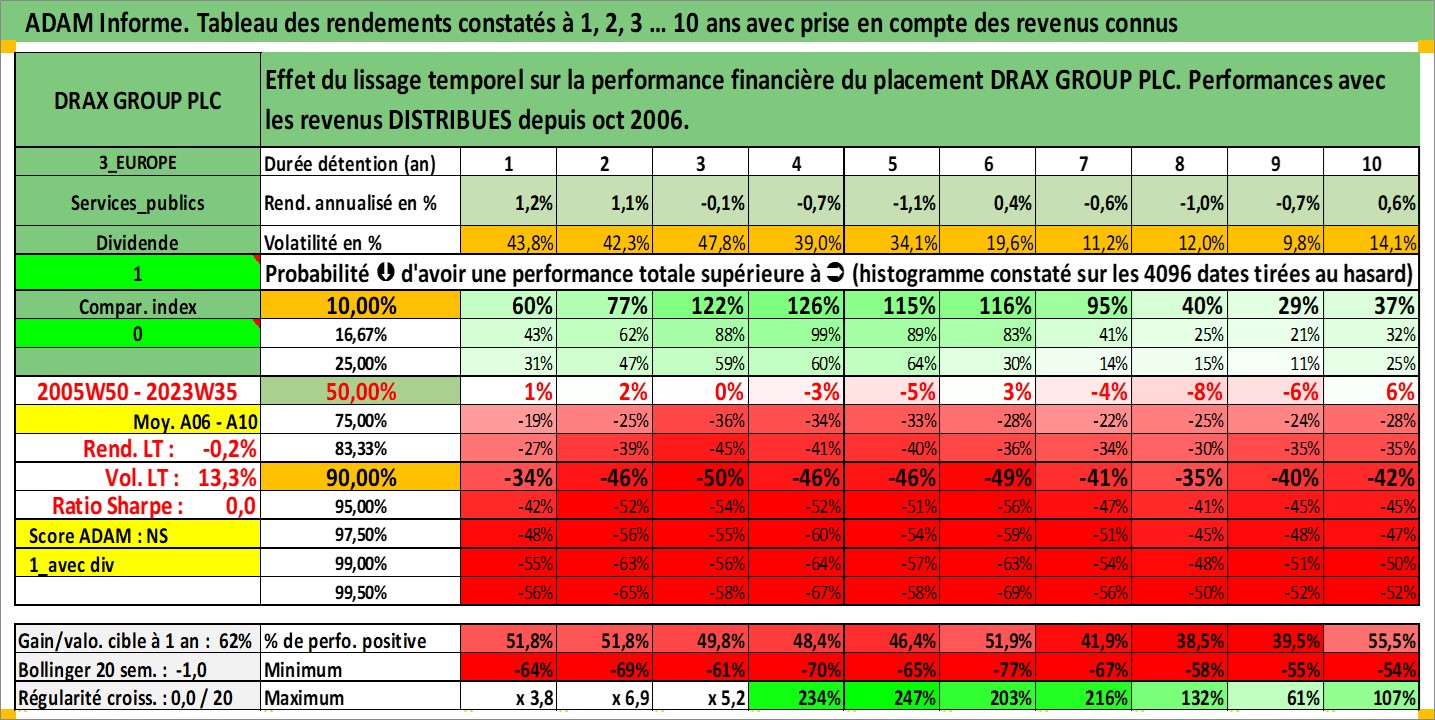 ADAM Informe. Tableau des rendements constatés à 1, 2, 3 ... 10 ans avec prise en compte des revenus connus
DRAX GROUP PLC
Effet du lissage temporel sur la performance financière du placement DRAX GROUP PLC. Performances avec
les revenus DISTRIBUES depuis oct 2006.
3_EUROPE Durée détention (an) 1 2 3 4 5 6 7 8 9 10
Services_publics Rend. annualisé en % 1,2% 1,1% -0,1% -0,7% -1,1% 0,4% -0,6% -1,0% -0,7% 0,6%
Dividende Volatilité en % 43,8% 42,3% 47,8% 39,0% 34,1% 19,6% 11,2% 12,0% 9,8% 14,1%
1 Probabilité d'avoir une performance totale supérieure à (histogramme constaté sur les 4096 dates tirées au hasard)
Compar. index 10,00% 60% 77% 122% 126% 115% 116% 95% 40% 29% 37%
0 16,67% 43% 62% 88% 99% 89% 83% 41% 25% 21% 32%
25,00% 31% 47% 59% 60% 64% 30% 14% 15% 11% 25%
2005W50 - 2023W35 50,00% 1% 2% 0% -3% -5% 3% -4% -8% -6% 6%
Moy. A06 - A10 75,00% -19% -25% -36% -34% -33% -28% -22% -25% -24% -28%
Rend. LT : -0,2% 83,33% -27% -39% -45% -41% -40% -36% -34% -30% -35% -35%
Vol. LT : 13,3% 90,00% -34% -46% -50% -46% -46% -49% -41% -35% -40% -42%
Ratio Sharpe : 0,0 95,00% -42% -52% -54% -52% -51% -56% -47% -41% -45% -45%
Score ADAM : NS 97,50% -48% -56% -55% -60% -54% -59% -51% -45% -48% -47%
1_avec div 99,00% -55% -63% -56% -64% -57% -63% -54% -48% -51% -50%
99,50% -56% -65% -58% -67% -58% -69% -56% -50% -52% -52%
Gain/valo. cible à 1 an : 62% % de perfo. positive 51,8% 51,8% 49,8% 48,4% 46,4% 51,9% 41,9% 38,5% 39,5% 55,5%
Bollinger 20 sem. : -1,0 Minimum -64% -69% -61% -70% -65% -77% -67% -58% -55% -54%
Régularité croiss. : 0,0 / 20 Maximum x 3,8 x 6,9 x 5,2 234% 247% 203% 216% 132% 61% 107%